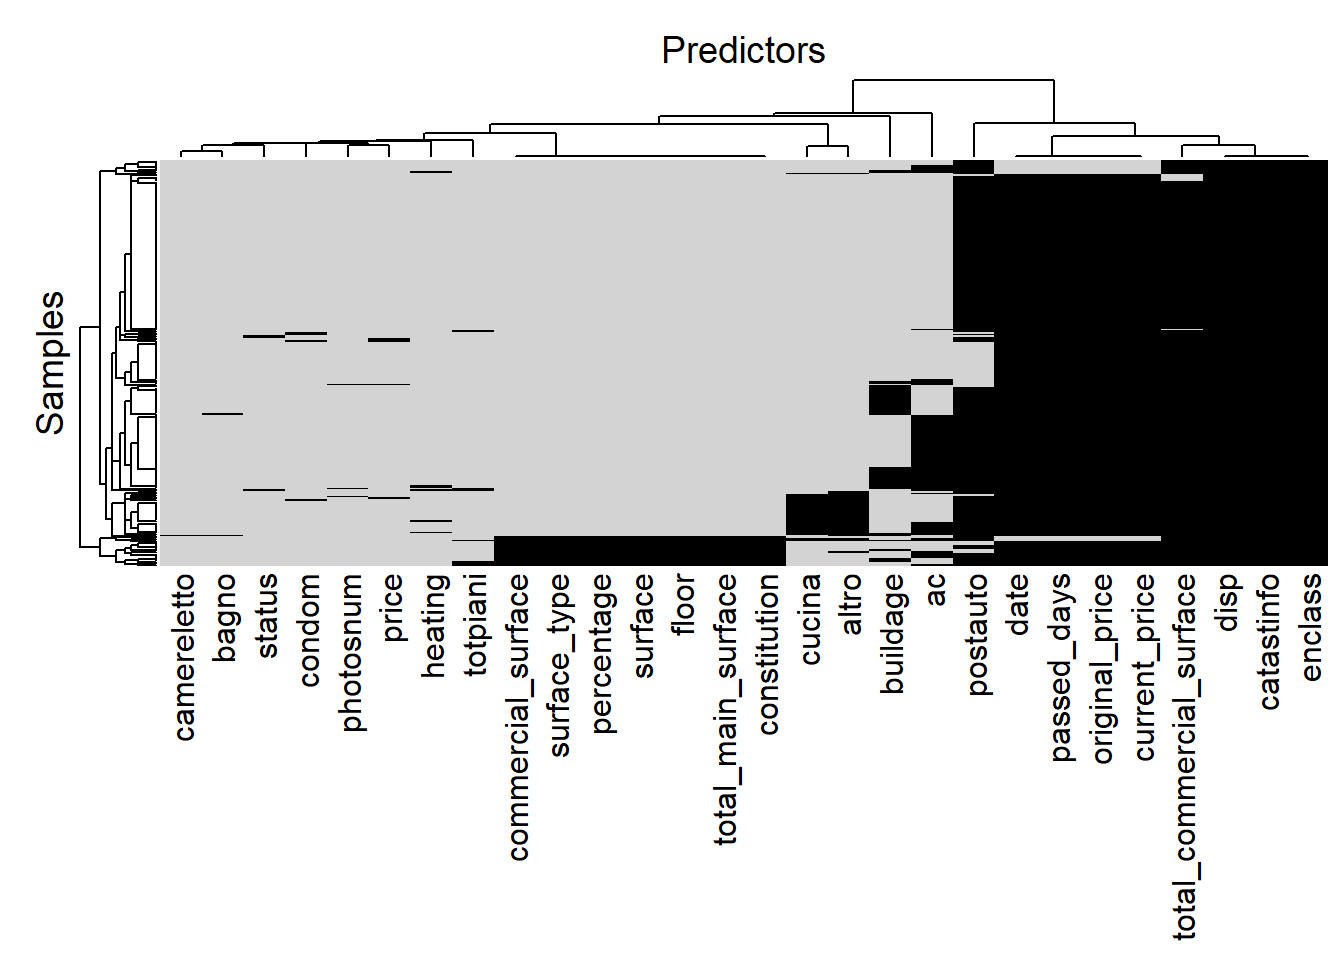 Predictors
Samples
camereletto
bagno
status
condom
photosnum
price
heating
totpiani
commercial_surface
surface_type
percentage
surface
floor
total_main_surface
constitution
cucina
altro
buildage
ac
postauto
date
passed_days
original_price
current_price
total_commercial_surface
disp
catastinfo
enclass